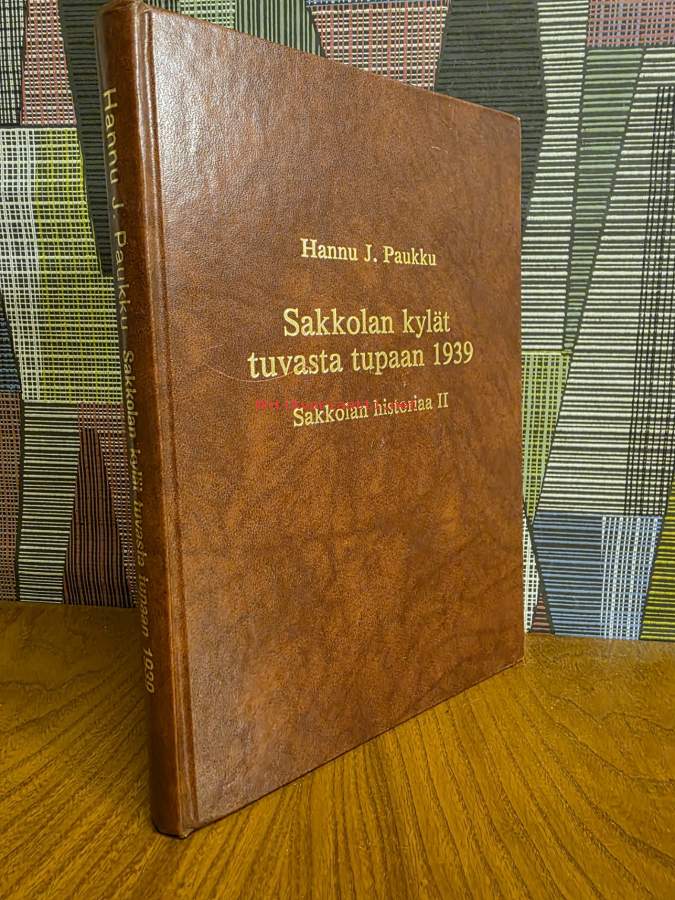 Hannu J. Paukku
Sakkolan kylät
tuvasta tupaan 1939
Sakkolan historiaa II
Hannu J. Paukku Sakkolan kylät tuvasta tupaan 1939